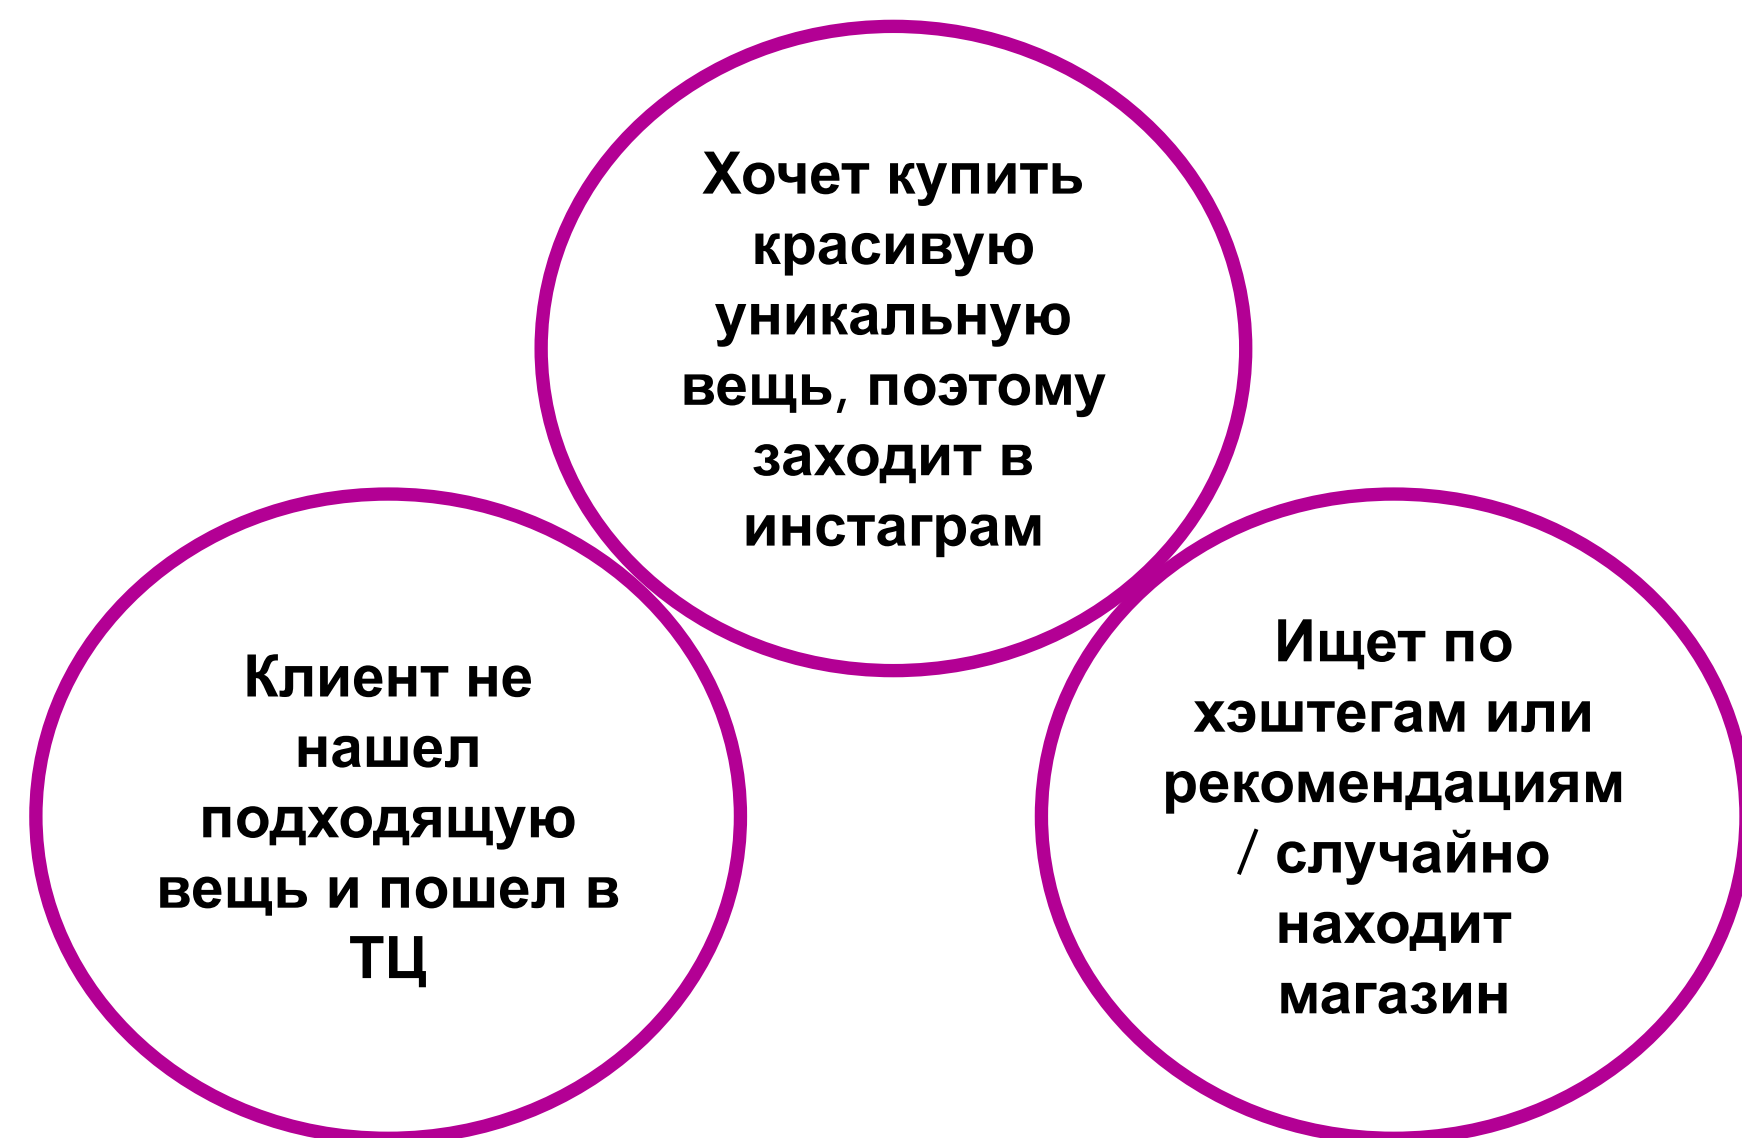 Хочет купить
красивую
уникальную
вещь, поэтому
заходит в
инстаграм
Клиент не
нашел
подходящую
вещь и пошел в
ТЦ
Ищет по
хэштегам или
рекомендациям
/ случайно
находит
магазин